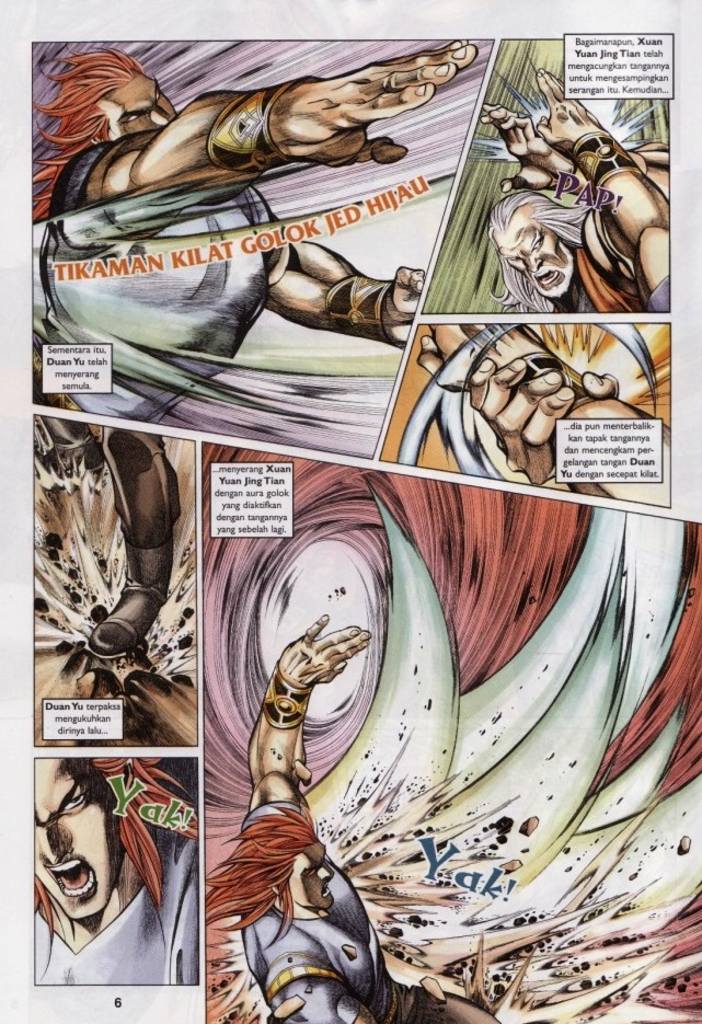 TIKAMAN KILAT GOLOK JED HIJAU
Sementara itu,
Duan Yu telah
menyerang
semula.
Bagaimanapun, Xuan
Yuan Jing Tian telah
mengacungkan tangannya
untuk mengesampingkan
serangan itu. Kemudian...
PAP!
...dia pun menterbalik-
kan tapak tangannya
dan mencengkam per-
gelangan tangan Duan
Yu dengan secepat kilat.
Duan Yu terpaksa
mengukuhkan
dirinya lalu...
...menyerang Xuan
Yuan Jing Tian
dengan aura golok
yang diaktifkan
dengan tangannya
yang sebelah lagi.
Yak!
Yak!
6